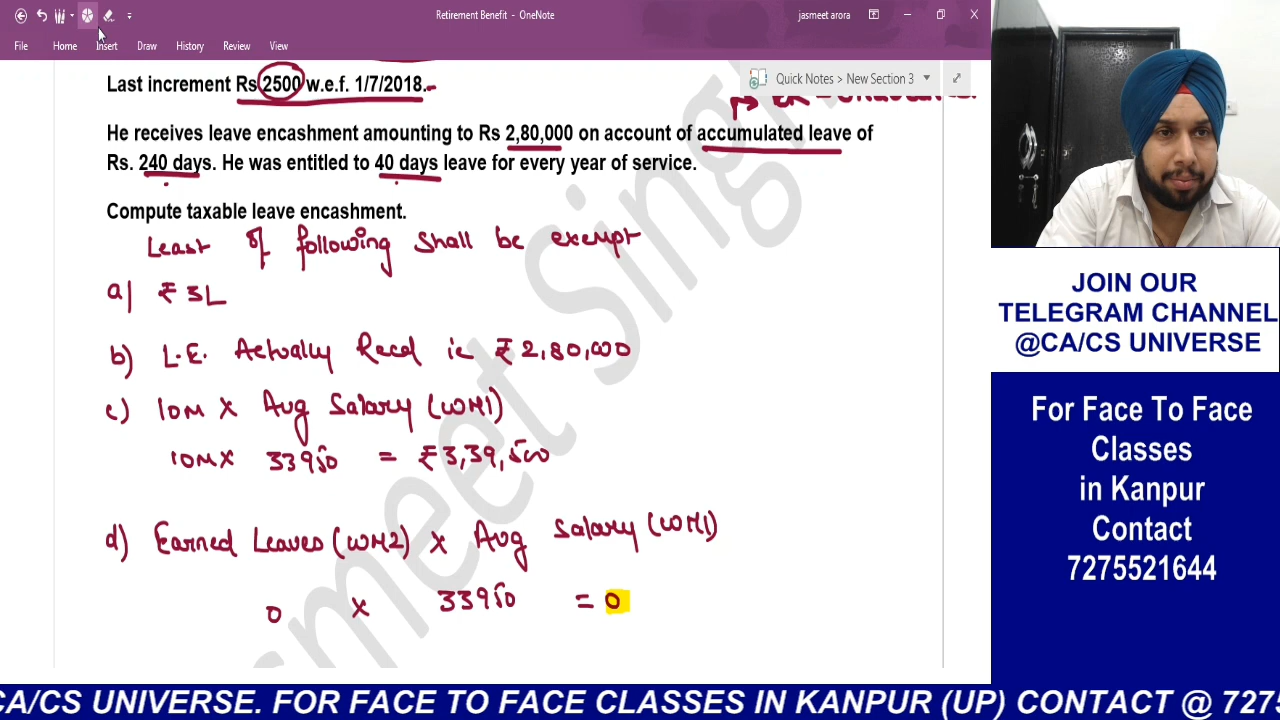 Retirement Benefit - OneNote
jasmeet arora
File Home Insert Draw History Review View
Quick Notes > New Section 3
Last increment Rs 2500 w.e.f. 1/7/2018.
He receives leave encashment amounting to Rs 2,80,000 on account of accumulated leave of
Rs. 240 days. He was entitled to 40 days leave for every year of service.
Compute taxable leave encashment.
Least of following shall be exempt
a) ₹ 3L
b) L.E. Actually Recd ie ₹ 2,80,000
c) 10M x Avg Salary (WN1)
10M x 33950 = ₹ 3,39,500
d) Earned Leaves (WN2) x Avg Salary (WN1)
0 x 33950 = 0
Jasmeet Singh
JOIN OUR
TELEGRAM CHANNEL
@CA/CS UNIVERSE
For Face To Face
Classes
in Kanpur
Contact
7275521644
CA/CS UNIVERSE. FOR FACE TO FACE CLASSES IN KANPUR (UP) CONTACT @ 727